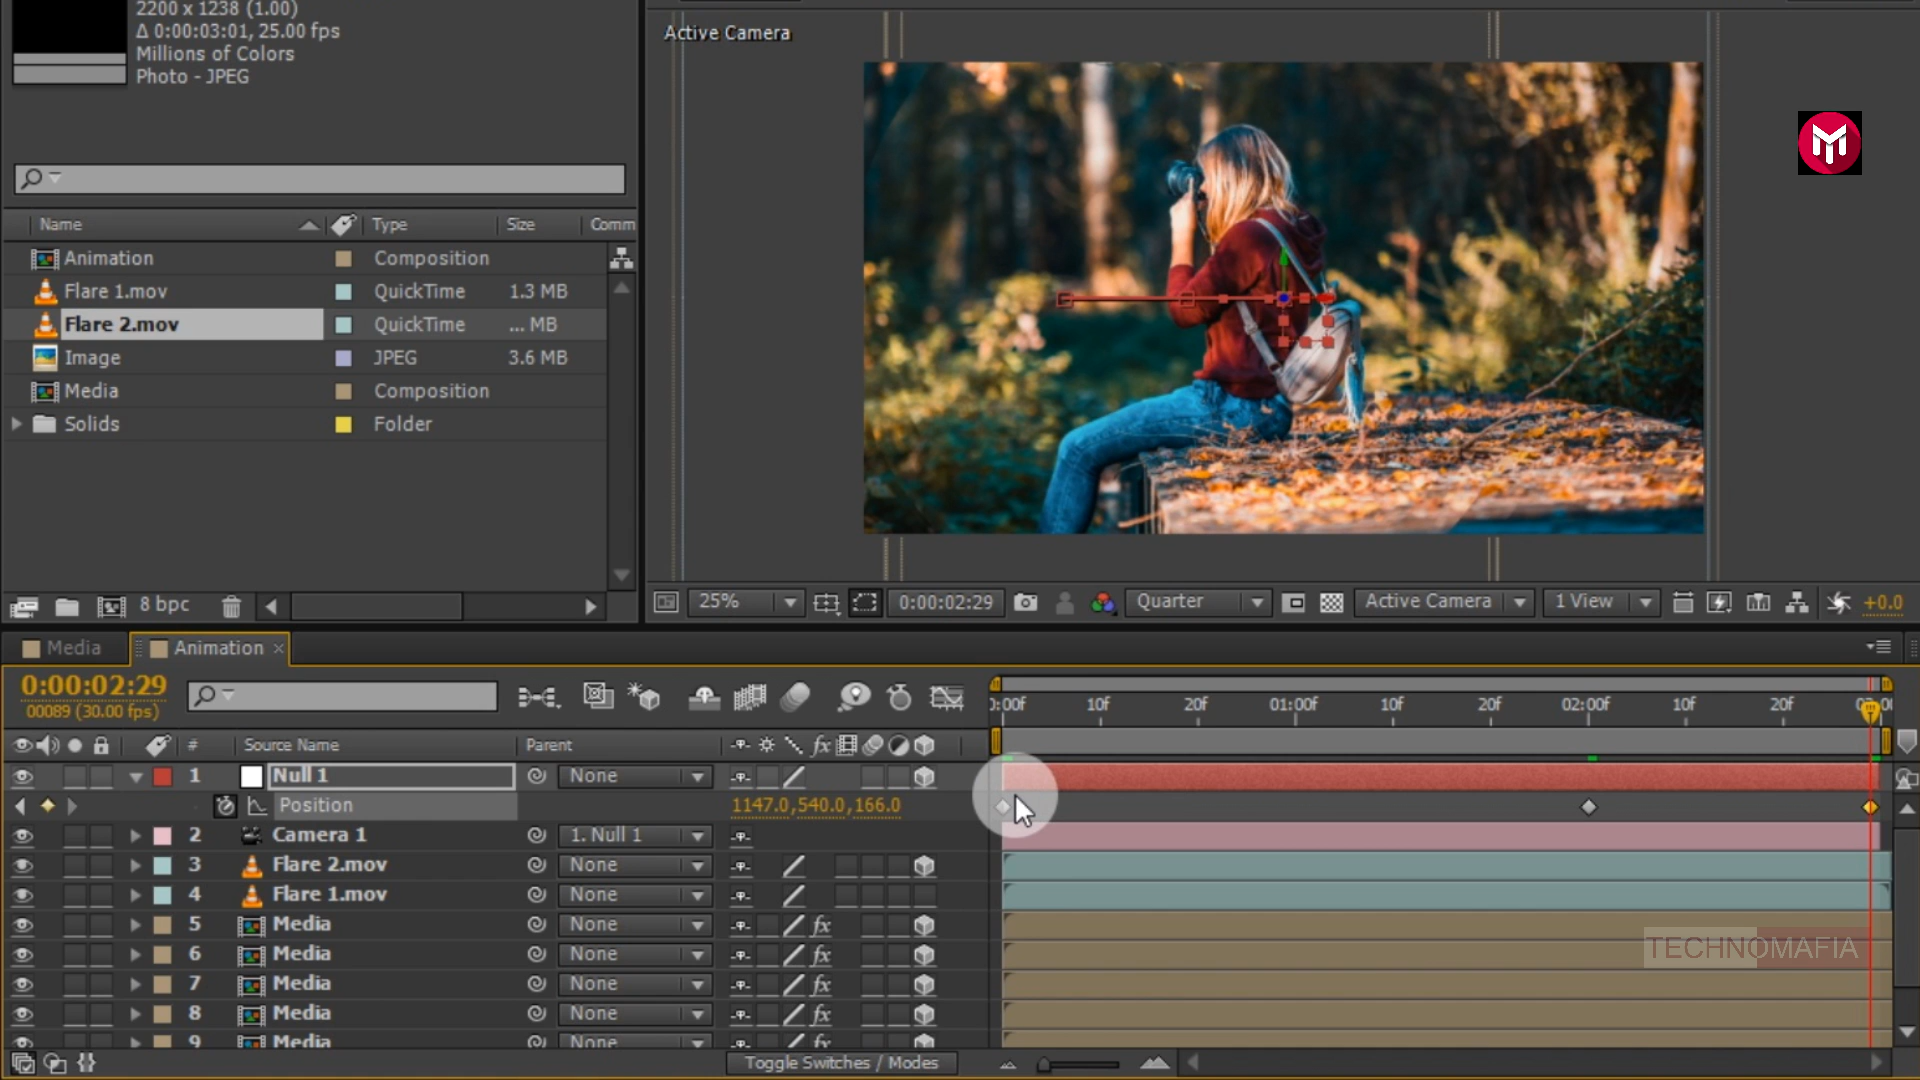 2200 x 1238 (1.00)
Δ 0:00:03:01, 25.00 fps
Millions of Colors
Photo - JPEG
Active Camera
Name Type Size Comm
Animation Composition
Flare 1.mov QuickTime 1.3 MB
Flare 2.mov QuickTime ... MB
Image JPEG 3.6 MB
Media Composition
Solids Folder
8 bpc
25% 0:00:02:29 Quarter Active Camera 1 View +0.0
Media Animation ×
0:00:02:29
00089 (30.00 fps)
0:00f 10f 20f 01:00f 10f 20f 02:00f 10f 20f
# Source Name Parent fx
1 Null 1 None
Position 1147.0,540.0,166.0
2 Camera 1 1. Null 1
3 Flare 2.mov None
4 Flare 1.mov None
5 Media None fx
6 Media None fx
TECHNOMAFIA
7 Media None fx
8 Media None fx
9 Media None fx
Toggle Switches / Modes